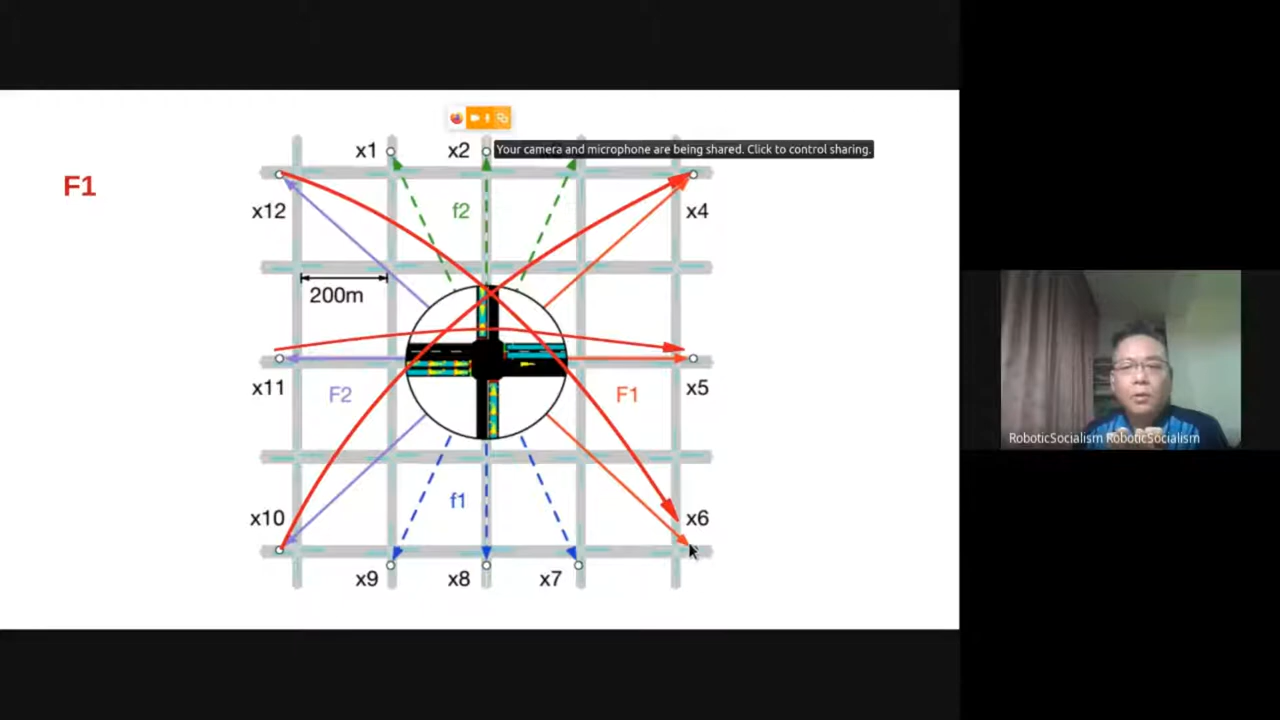 x1
x2
Your camera and microphone are being shared. Click to control sharing.
F1
x12
f2
x4
200m
x11
F2
F1
x5
x10
f1
x6
x9
x8
x7
RoboticSocialism RoboticSocialism